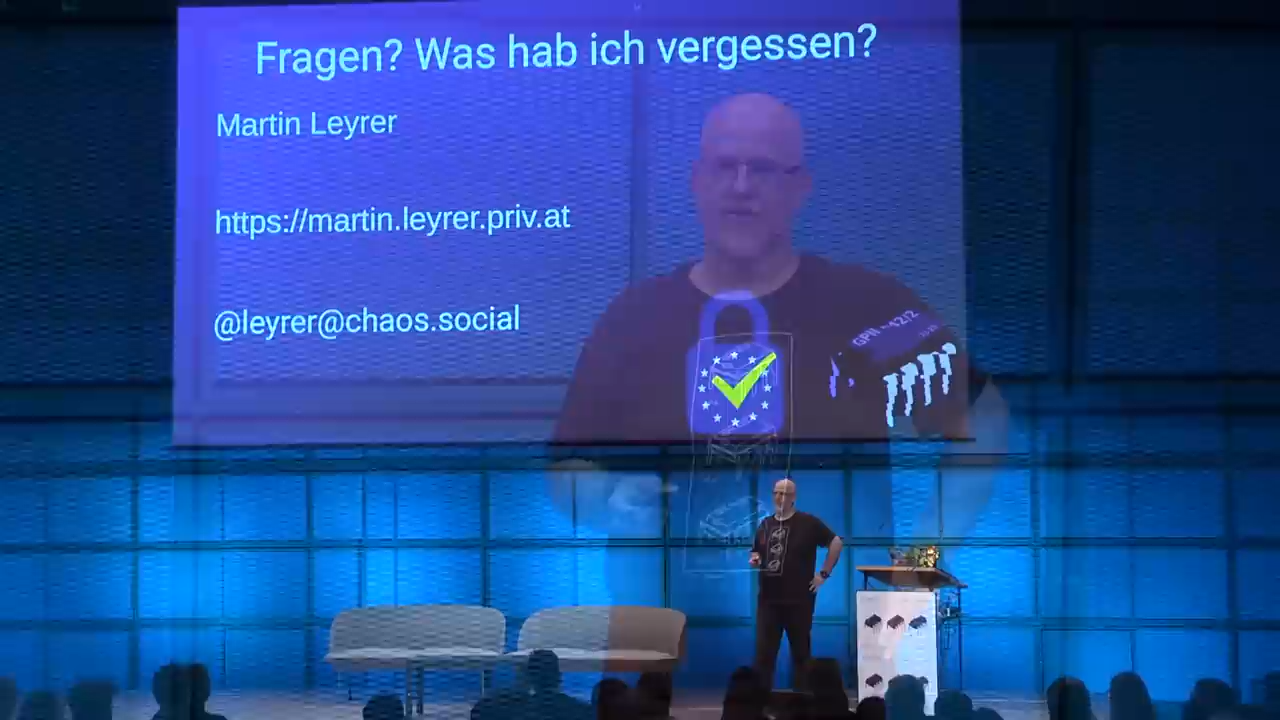 Fragen? Was hab ich vergessen?
Martin Leyrer
https://martin.leyrer.priv.at
@leyrer@chaos.social